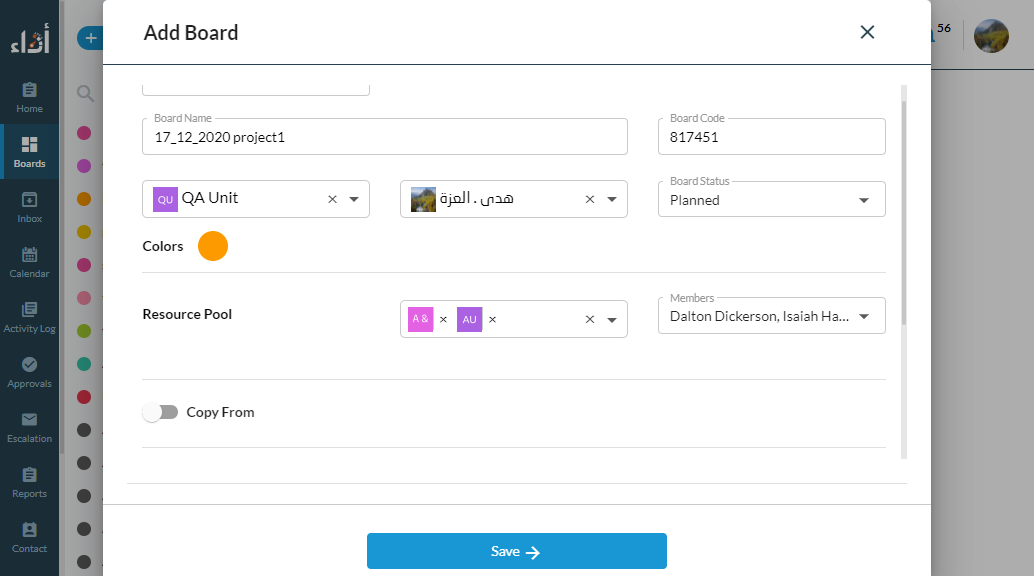 أداء
Home
Boards
Inbox
Calendar
Activity Log
Approvals
Escalation
Reports
Contact
+
56
Add Board
Board Name
17_12_2020 project1
Board Code
817451
QU QA Unit
هدى . العزة
Board Status
Planned
Colors
Resource Pool
A & × AU ×
Members
Dalton Dickerson, Isaiah Ha...
Copy From
Save →